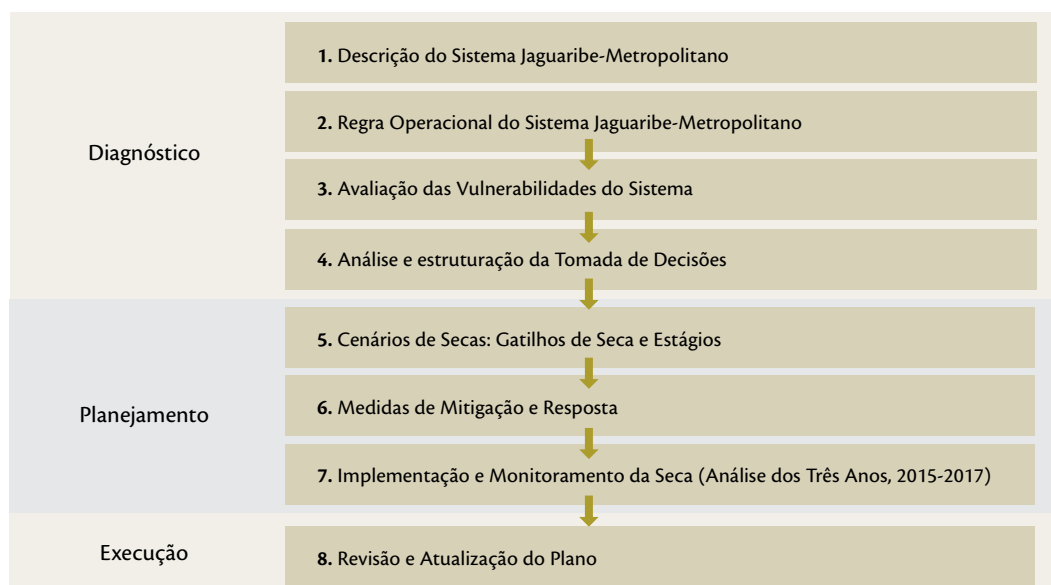 Diagnóstico
1. Descrição do Sistema Jaguaribe-Metropolitano
2. Regra Operacional do Sistema Jaguaribe-Metropolitano
3. Avaliação das Vulnerabilidades do Sistema
4. Análise e estruturação da Tomada de Decisões
Planejamento
5. Cenários de Secas: Gatilhos de Seca e Estágios
6. Medidas de Mitigação e Resposta
7. Implementação e Monitoramento da Seca (Análise dos Três Anos, 2015-2017)
Execução
8. Revisão e Atualização do Plano